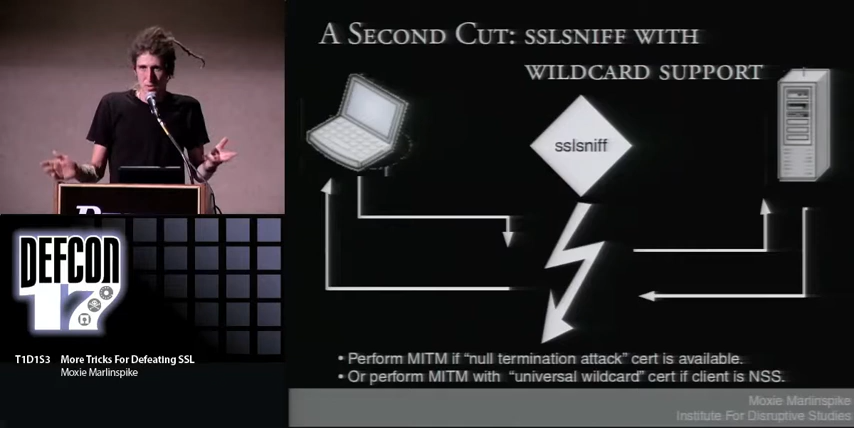 A Second Cut: sslsniff with
wildcard support
sslsniff
DEFCON
17
T1D1S3 More Tricks For Defeating SSL
Moxie Marlinspike
• Perform MITM if “null termination attack” cert is available.
• Or perform MITM with “universal wildcard” cert if client is NSS.
Moxie Marlinspike
Institute For Disruptive Studies